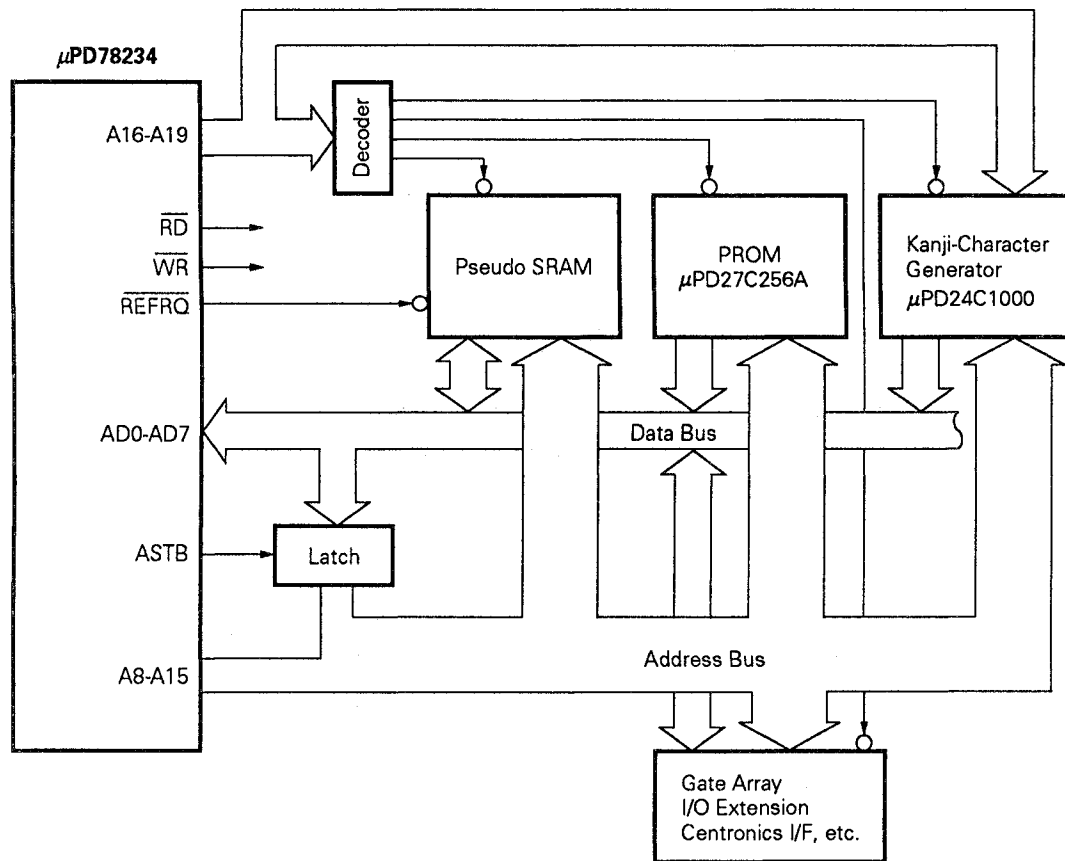 μPD78234
A16-A19
Decoder
RD
WR
REFRQ
Pseudo SRAM
PROM
μPD27C256A
Kanji-Character
Generator
μPD24C1000
AD0-AD7
Data Bus
ASTB
Latch
A8-A15
Address Bus
Gate Array
I/O Extension
Centronics I/F, etc.